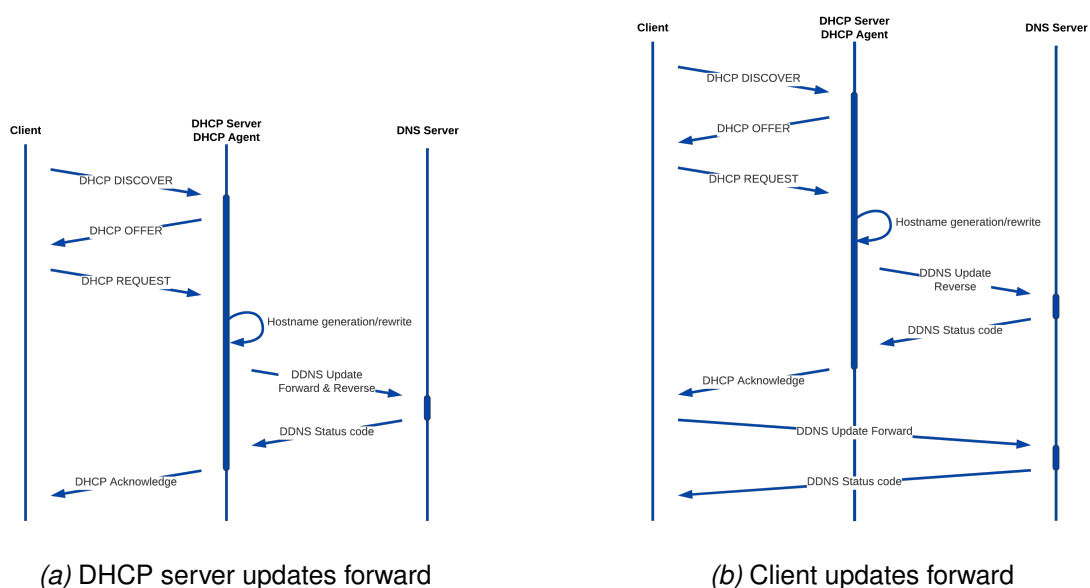 Client
DHCP Server
DHCP Agent
DNS Server
DHCP DISCOVER
DHCP OFFER
DHCP REQUEST
Hostname generation/rewrite
DDNS Update
Forward & Reverse
DDNS Status code
DHCP Acknowledge
(a) DHCP server updates forward
Client
DHCP Server
DHCP Agent
DNS Server
DHCP DISCOVER
DHCP OFFER
DHCP REQUEST
Hostname generation/rewrite
DDNS Update
Reverse
DDNS Status code
DHCP Acknowledge
DDNS Update Forward
DDNS Status code
(b) Client updates forward